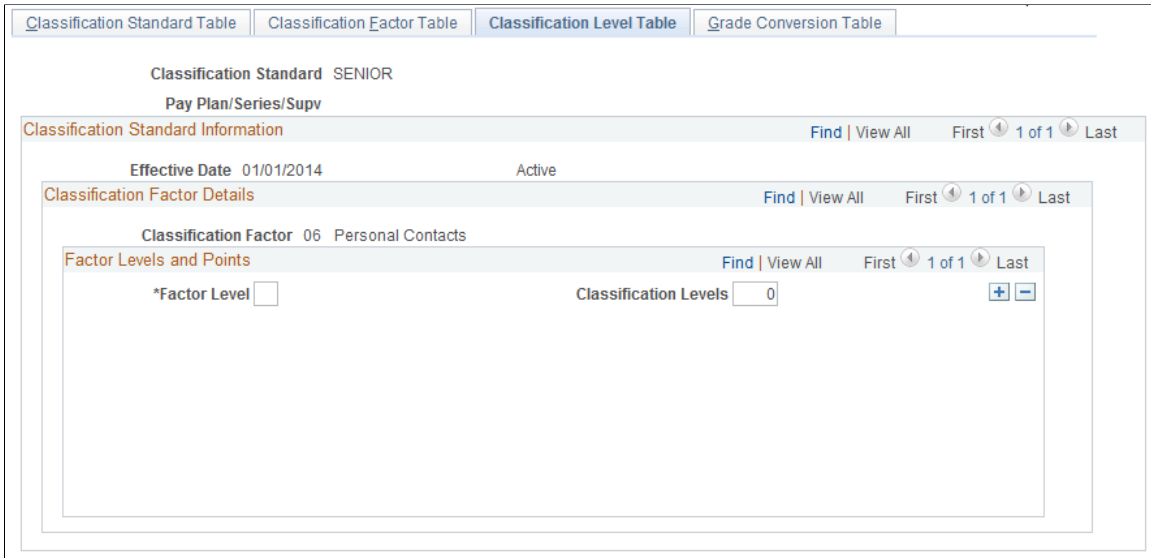 Classification Standard Table Classification Factor Table Classification Level Table Grade Conversion Table
Classification Standard SENIOR
Pay Plan/Series/Supv
Classification Standard Information Find | View All First 1 of 1 Last
Effective Date 01/01/2014 Active
Classification Factor Details Find | View All First 1 of 1 Last
Classification Factor 06 Personal Contacts
Factor Levels and Points Find | View All First 1 of 1 Last
*Factor Level Classification Levels 0